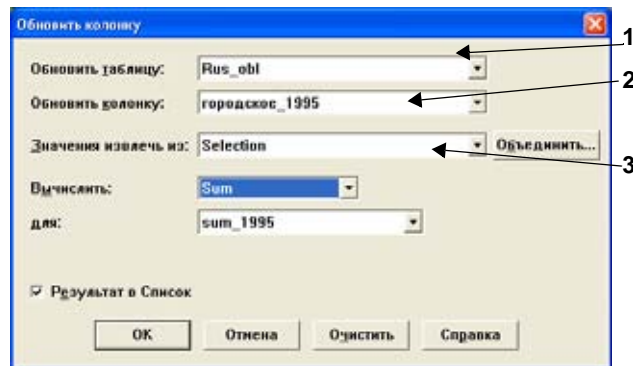 Обновить колонку
1
Обновить таблицу: Rus_obl
2
Обновить колонку: городское_1995
Значения извлечь из: Selection Объединить...
3
Вычислить: Sum
для: sum_1995
Результат в Список
ОК Отмена Очистить Справка